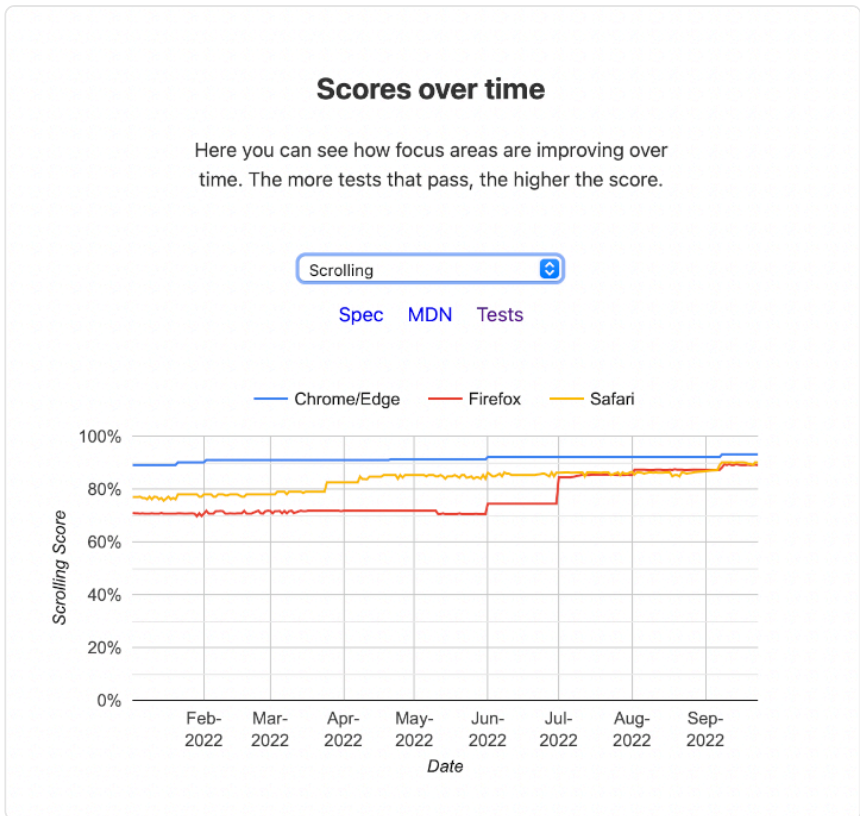 Scores over time
Here you can see how focus areas are improving over
time. The more tests that pass, the higher the score.
Scrolling
Spec MDN Tests
Chrome/Edge Firefox Safari
100%
80%
60%
40%
20%
0%
Scrolling Score
Feb- Mar- Apr- May- Jun- Jul- Aug- Sep-
2022 2022 2022 2022 2022 2022 2022 2022
Date